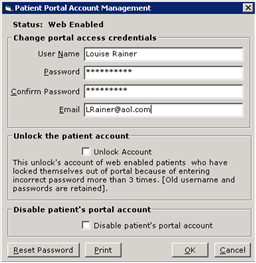 Patient Portal Account Management
Status: Web Enabled
Change portal access credentials
User Name Louise Rainer
Password **********
Confirm Password *********
Email LRainer@aol.com
Unlock the patient account
Unlock Account
This unlock's account of web enabled patients who have
locked themselves out of portal because of entering
incorrect password more than 3 times. [Old username
and passwords are retained].
Disable patient's portal account
Disable patient's portal account
Reset Password Print OK Cancel